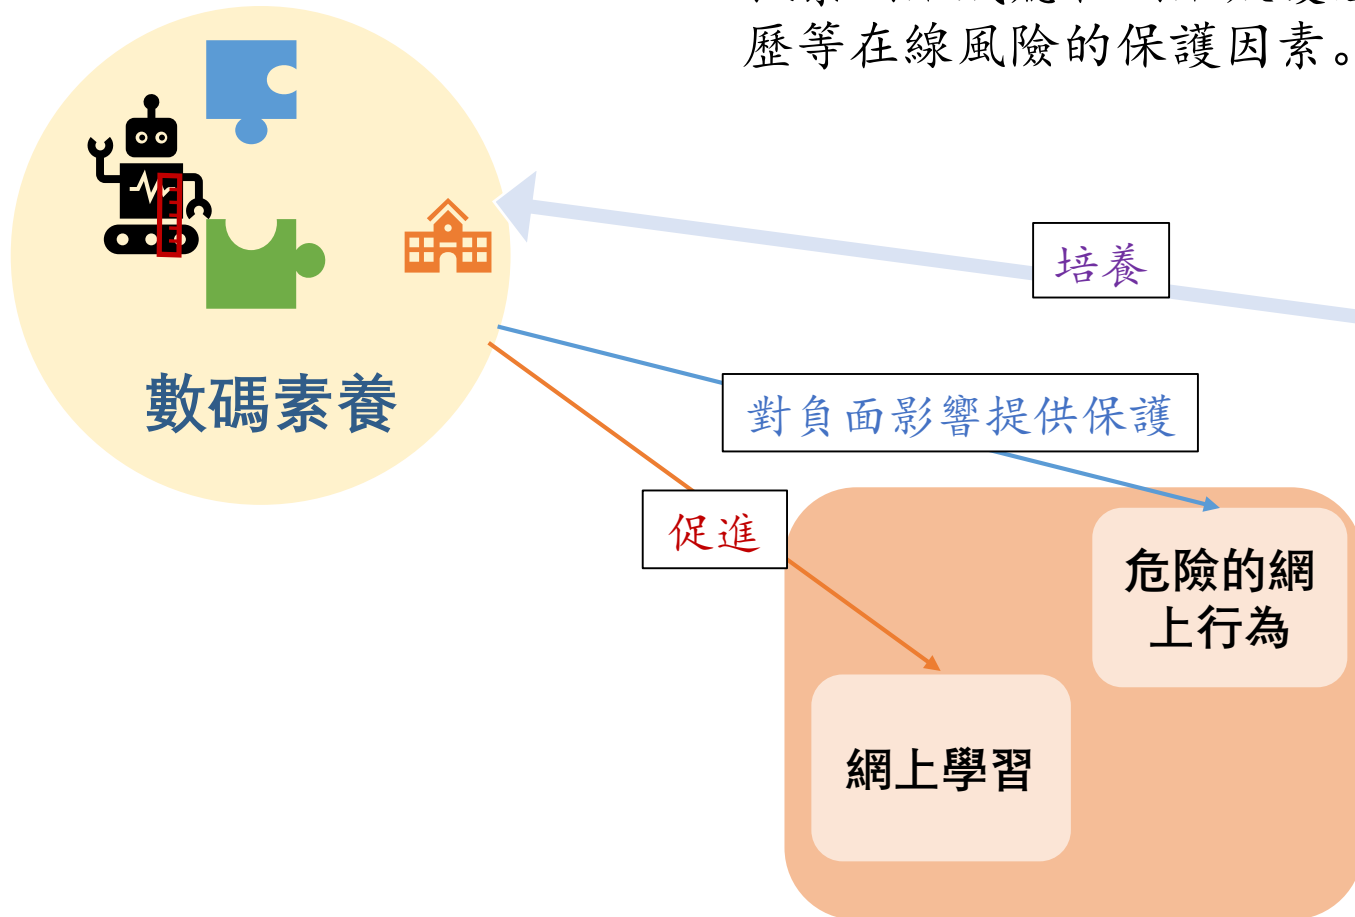 歷等在線風險的保護因素。
培養
數碼素養
對負面影響提供保護
促進
危險的網
上行為
網上學習